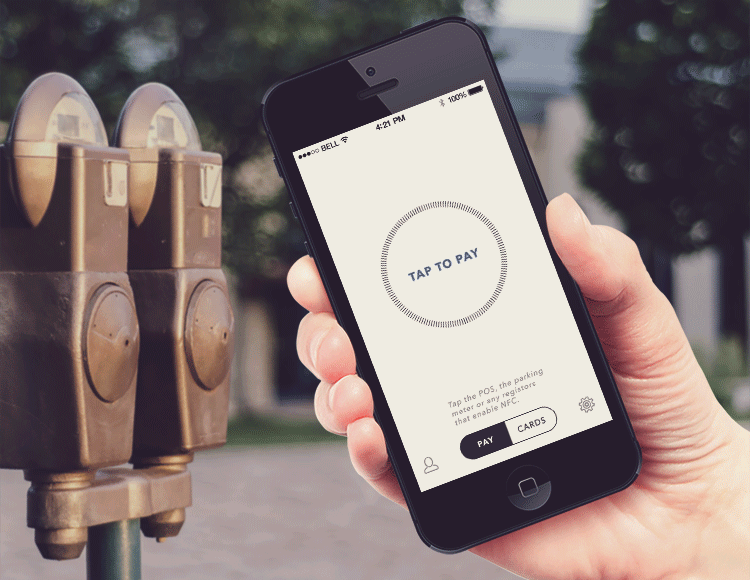 BELL 4:21 PM 100%
TAP TO PAY
Tap the POS, the parking
meter or any registors
that enable NFC.
PAY CARDS